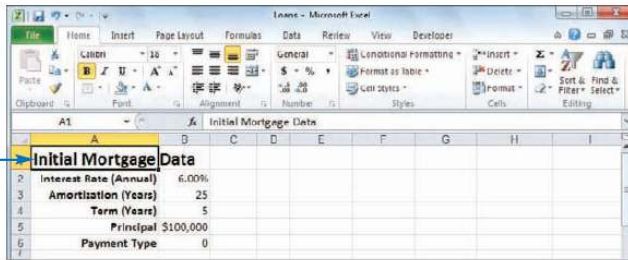 Loans - Microsoft Excel
File Home Insert Page Layout Formulas Data Review View Developer
Calibri 18 General Conditional Formatting Insert Σ
Paste B I U A A $ % , Format as Table Delete Sort & Find &
A Cell Styles Format Filter Select
Clipboard Font Alignment Number Styles Cells Editing
A1 fx Initial Mortgage Data
A B C D E F G H I
1 Initial Mortgage Data
2 Interest Rate (Annual) 6.00%
3 Amortization (Years) 25
4 Term (Years) 5
5 Principal $100,000
6 Payment Type 0
7